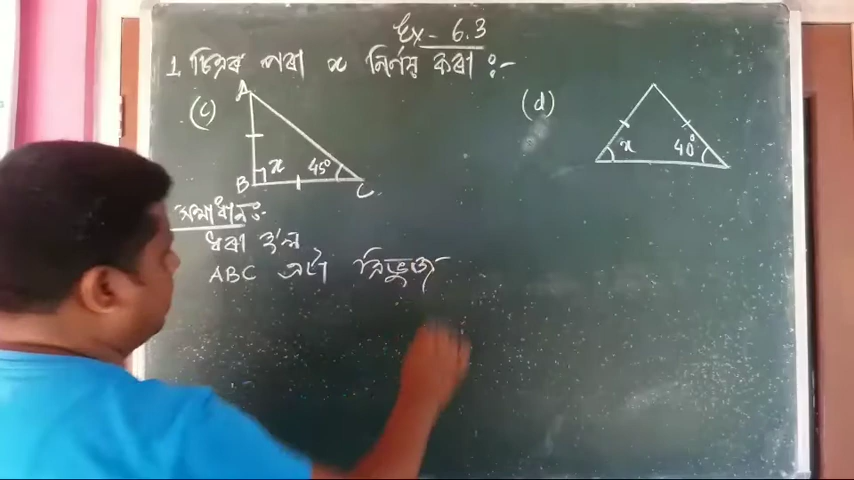 Ex - 6.3
1 চিত্ৰৰ পৰা x নিৰ্ণয় কৰা :-
(c) A
(d)
x 45°
B C
x 40°
সমাধানঃ-
ধৰা হ'ল
ABC এটা ত্ৰিভুজ